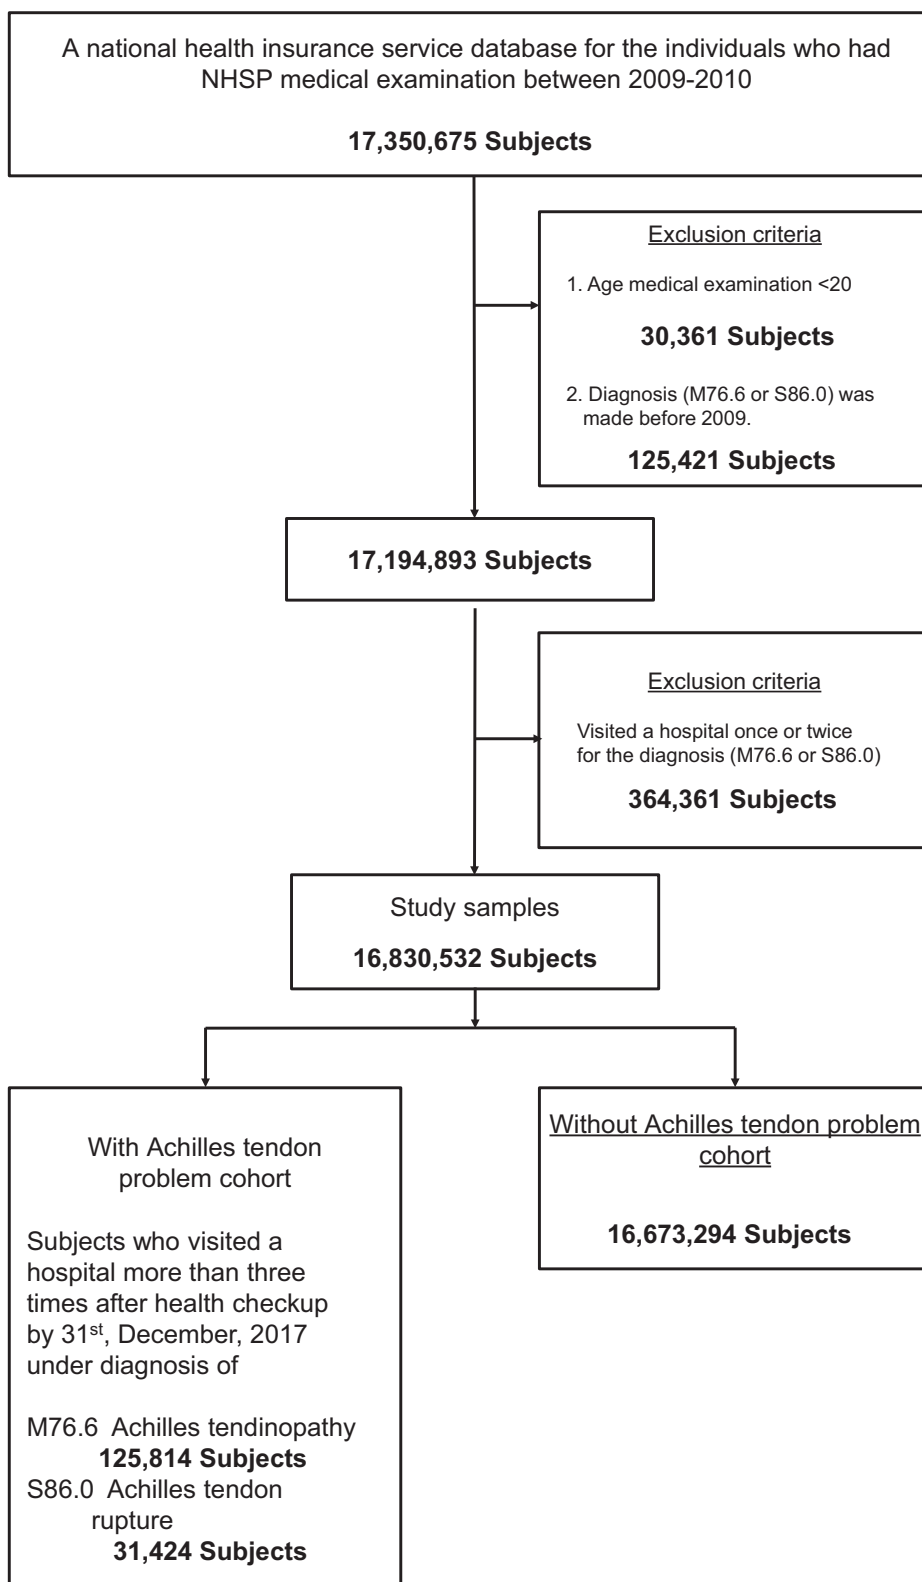 A national health insurance service database for the individuals who had
NHSP medical examination between 2009-2010
17,350,675 Subjects
Exclusion criteria
1. Age medical examination <20
30,361 Subjects
2. Diagnosis (M76.6 or S86.0) was
made before 2009.
125,421 Subjects
17,194,893 Subjects
Exclusion criteria
Visited a hospital once or twice
for the diagnosis (M76.6 or S86.0)
364,361 Subjects
Study samples
16,830,532 Subjects
With Achilles tendon
problem cohort
Subjects who visited a
hospital more than three
times after health checkup
by 31st, December, 2017
under diagnosis of
M76.6 Achilles tendinopathy
125,814 Subjects
S86.0 Achilles tendon
rupture
31,424 Subjects
Without Achilles tendon problem
cohort
16,673,294 Subjects